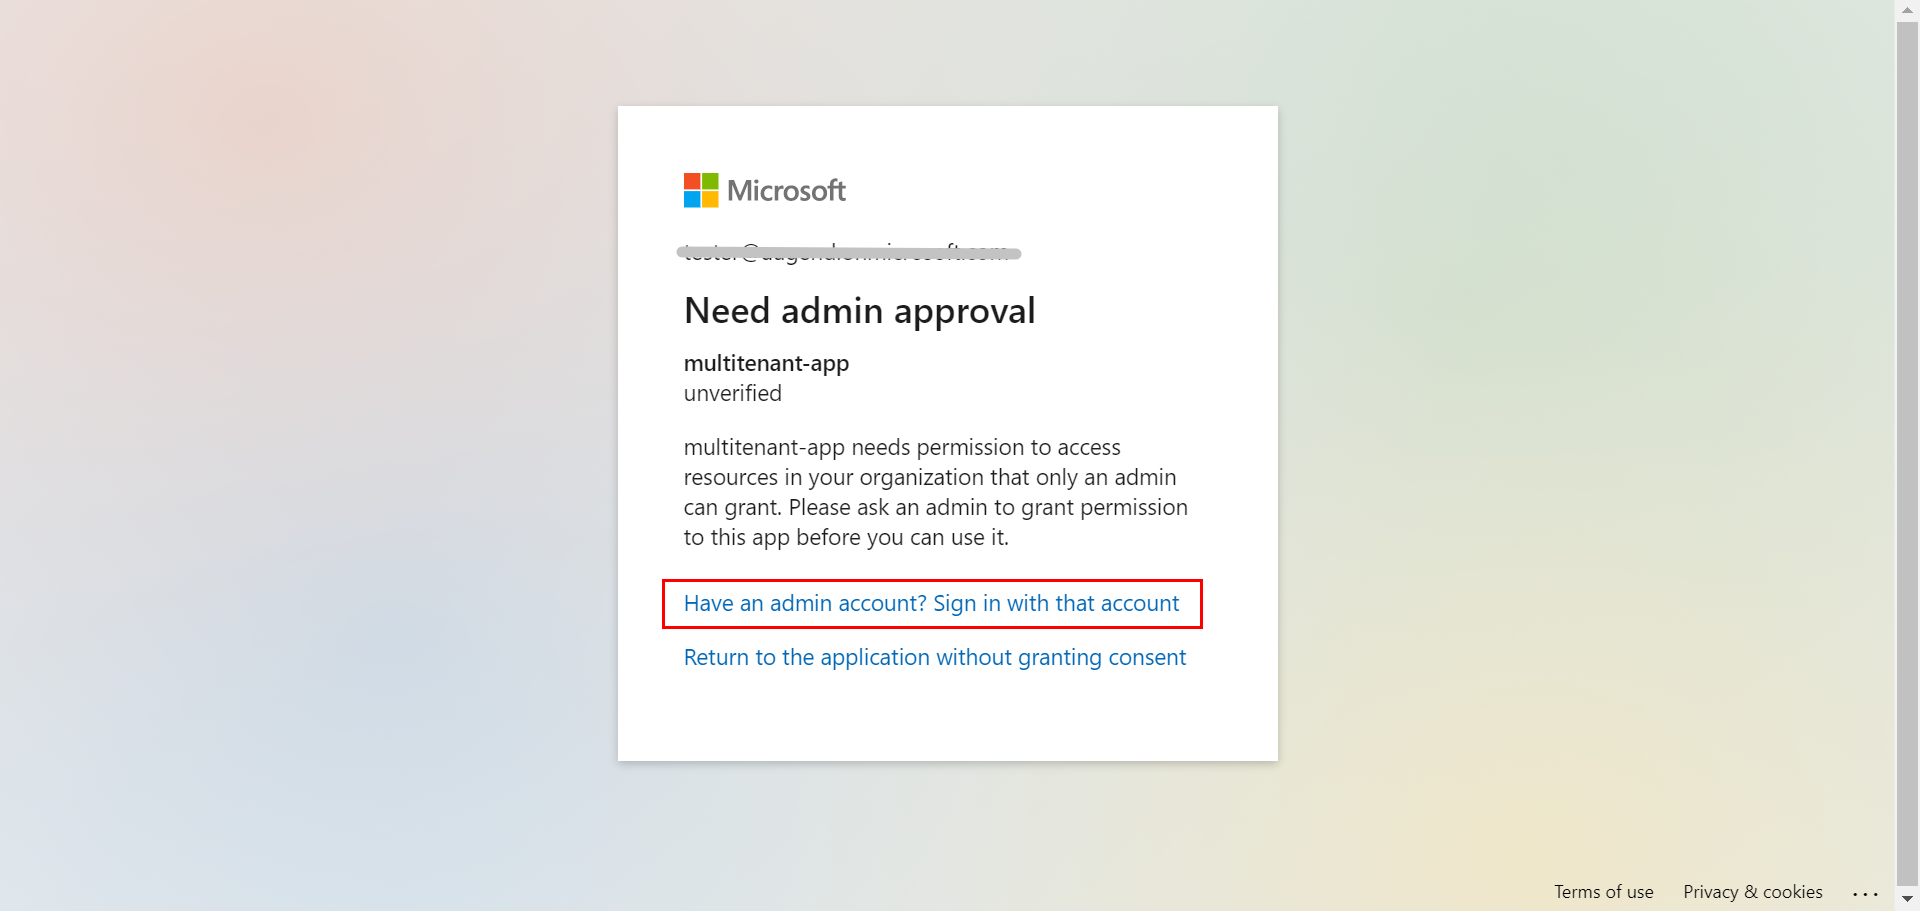 Microsoft
Need admin approval
multitenant-app
unverified
multitenant-app needs permission to access
resources in your organization that only an admin
can grant. Please ask an admin to grant permission
to this app before you can use it.
Have an admin account? Sign in with that account
Return to the application without granting consent
Terms of use Privacy & cookies ...